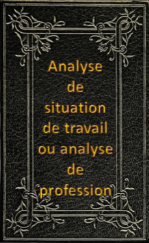 Analyse
de
situation
de travail
ou analyse
de
profession